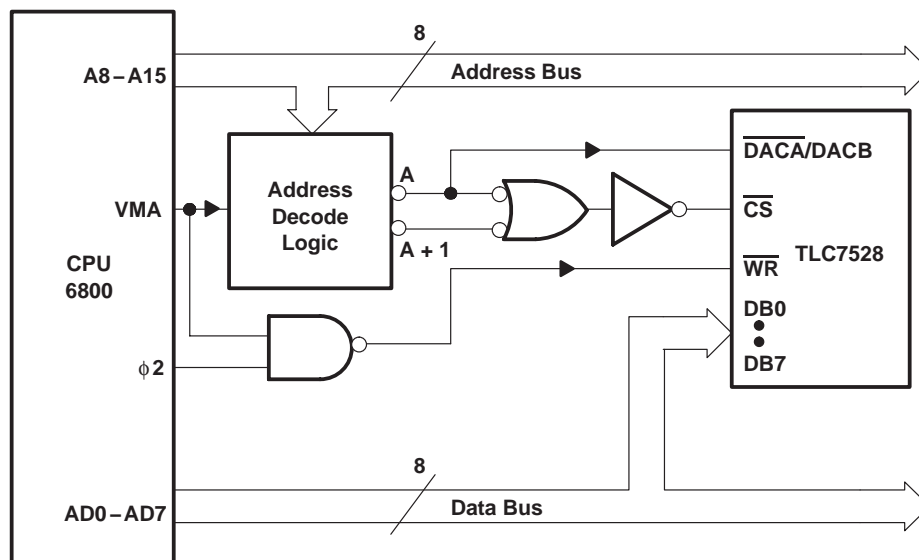 8
A8–A15
Address Bus
DACA/DACB
A
Address
Decode
Logic
VMA
CS
A + 1
CPU
6800
WR
TLC7528
DB0
φ2
DB7
8
AD0–AD7
Data Bus